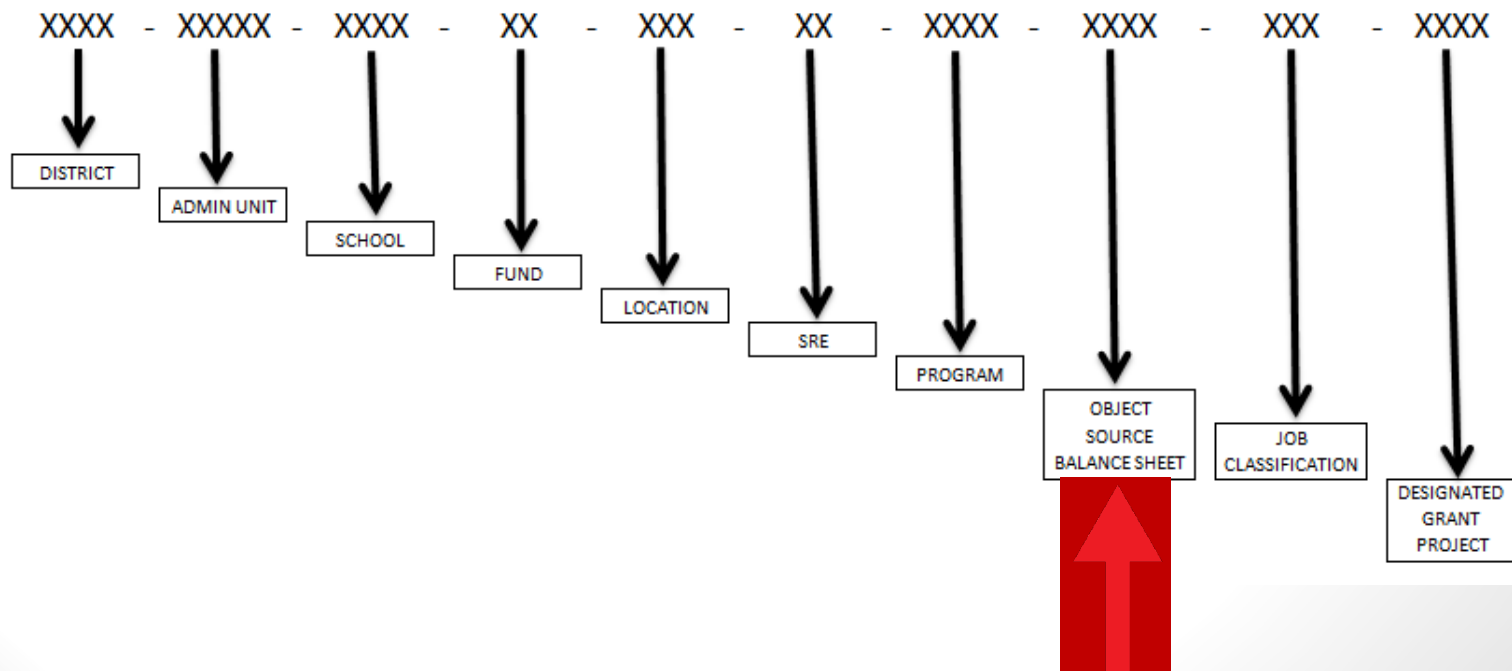 XXXX - XXXXX - XXXX - XX - XXX - XX - XXXX - XXXX - XXX - XXXX
DISTRICT
ADMIN UNIT
SCHOOL
FUND
LOCATION
SRE
PROGRAM
OBJECT
SOURCE
BALANCE SHEET
JOB
CLASSIFICATION
DESIGNATED
GRANT
PROJECT